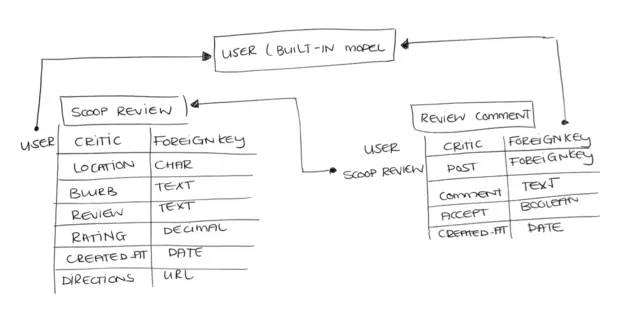 USER (BUILT-IN MODEL
SCOOP REVIEW
USER CRITIC FOREIGN KEY
LOCATION CHAR
BLURB TEXT
REVIEW TEXT
RATING DECIMAL
CREATED_AT DATE
DIRECTIONS URL
REVIEW COMMENT
USER CRITIC FOREIGN KEY
SCOOP REVIEW POST FOREIGN KEY
COMMENT TEXT
ACCEPT BOOLEAN
CREATED_AT DATE